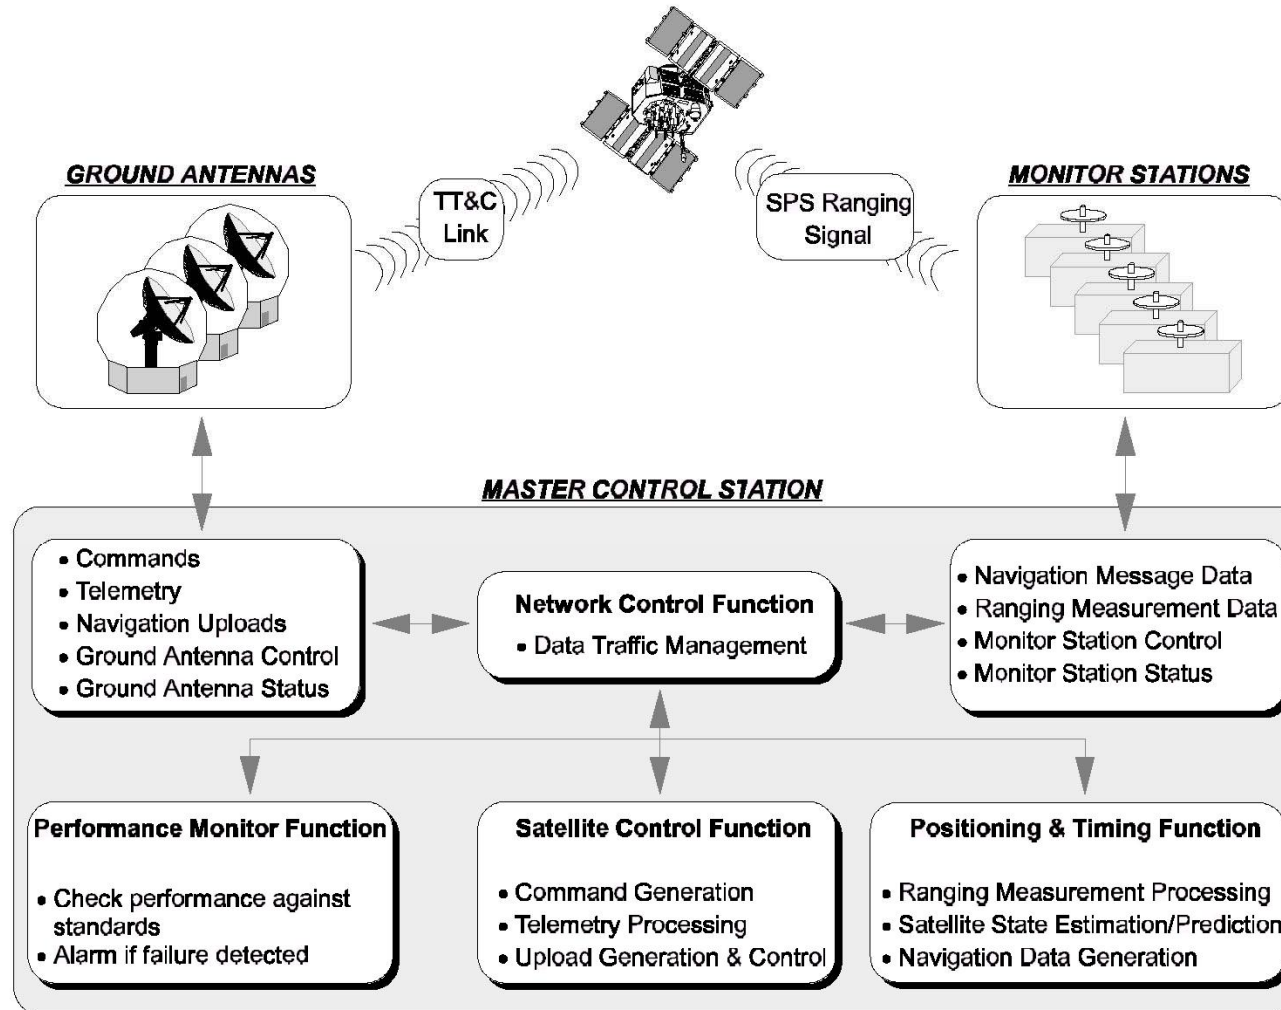 GROUND ANTENNAS
MONITOR STATIONS
TT&C
Link
SPS Ranging
Signal
MASTER CONTROL STATION
• Commands
• Telemetry
• Navigation Uploads
• Ground Antenna Control
• Ground Antenna Status
Network Control Function
• Data Traffic Management
• Navigation Message Data
• Ranging Measurement Data
• Monitor Station Control
• Monitor Station Status
Performance Monitor Function
• Check performance against
standards
• Alarm if failure detected
Satellite Control Function
• Command Generation
• Telemetry Processing
• Upload Generation & Control
Positioning & Timing Function
• Ranging Measurement Processing
• Satellite State Estimation/Prediction
• Navigation Data Generation